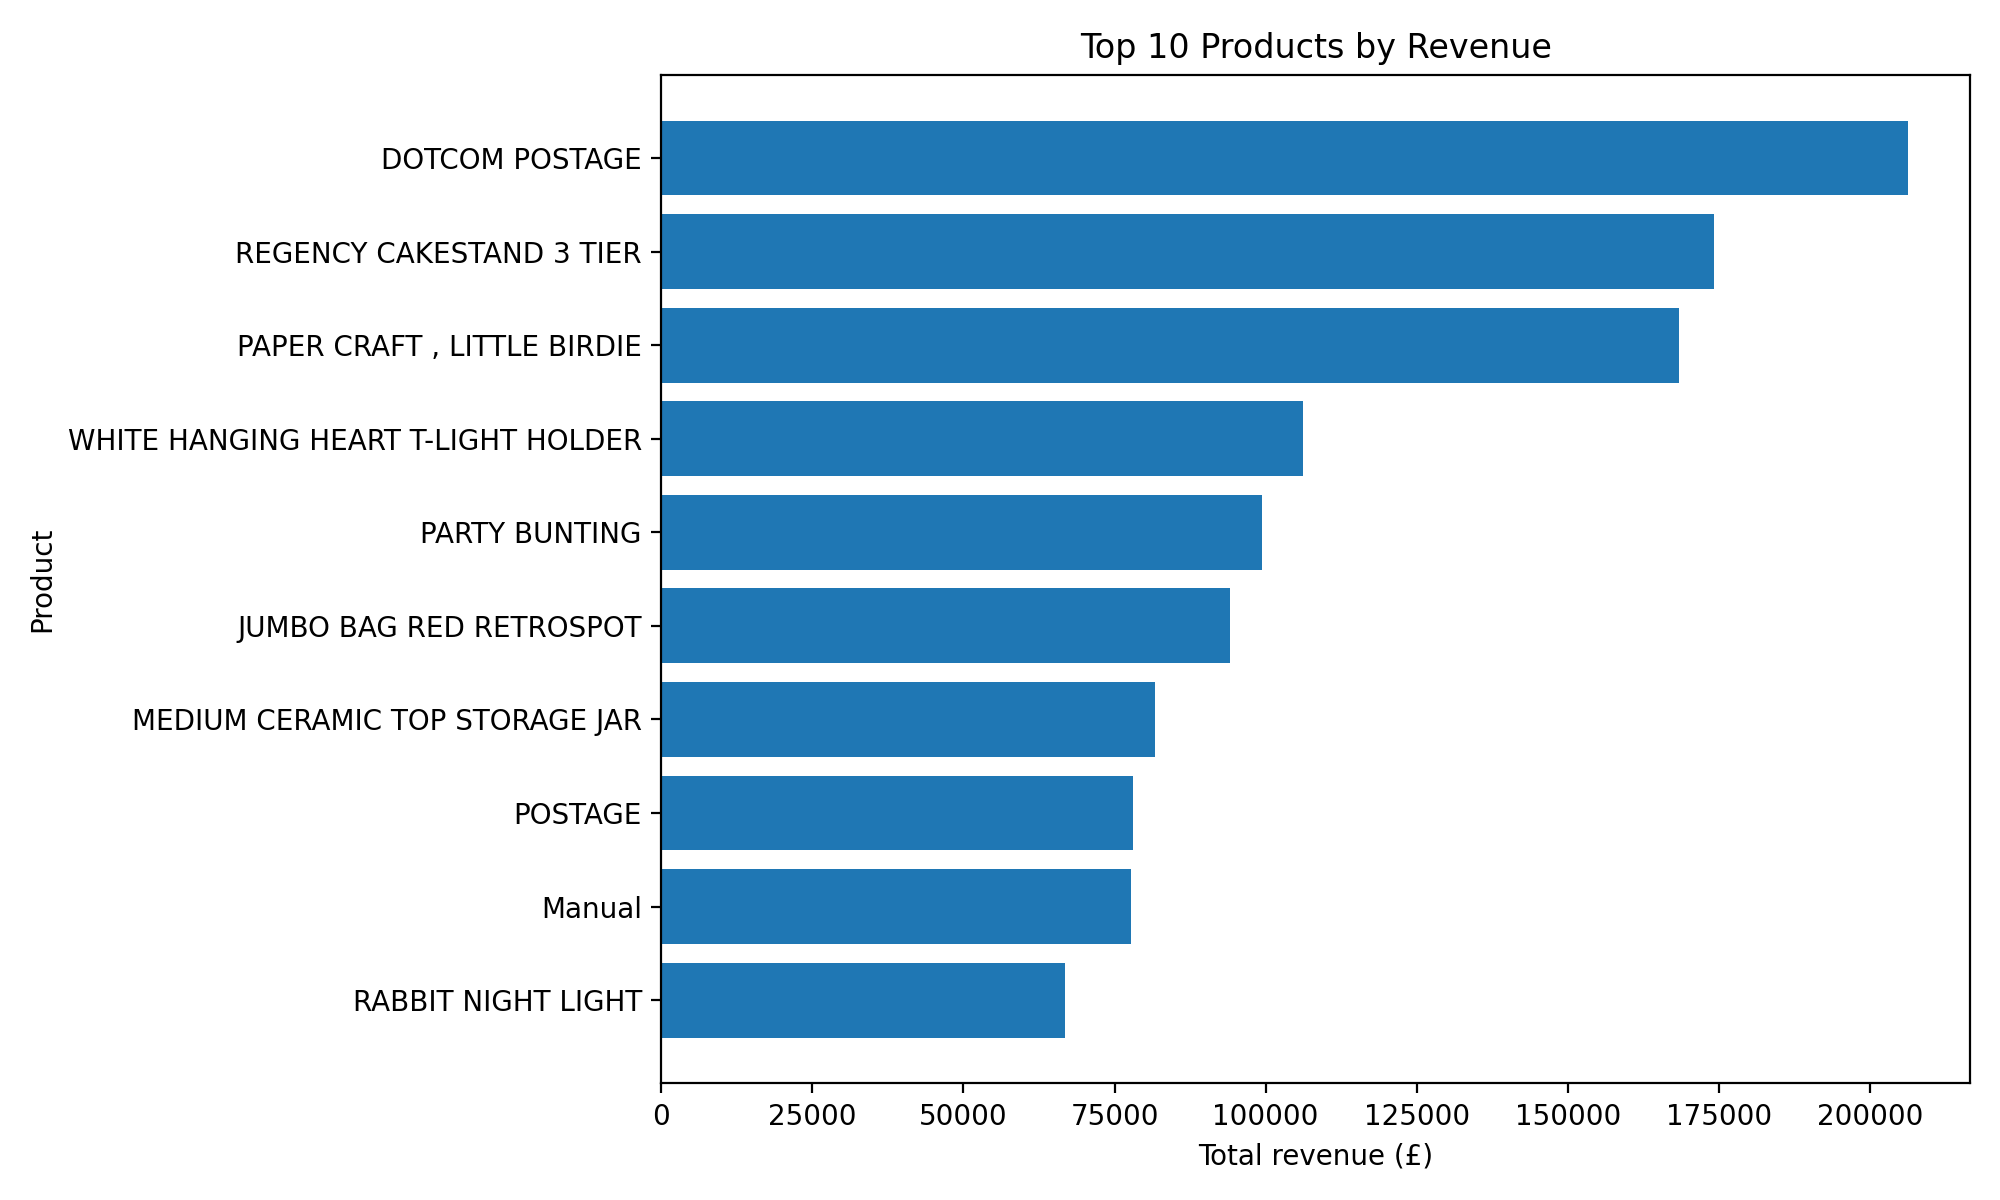 Top 10 Products by Revenue
Product
DOTCOM POSTAGE
REGENCY CAKESTAND 3 TIER
PAPER CRAFT , LITTLE BIRDIE
WHITE HANGING HEART T-LIGHT HOLDER
PARTY BUNTING
JUMBO BAG RED RETROSPOT
MEDIUM CERAMIC TOP STORAGE JAR
POSTAGE
Manual
RABBIT NIGHT LIGHT
0 25000 50000 75000 100000 125000 150000 175000 200000
Total revenue (£)